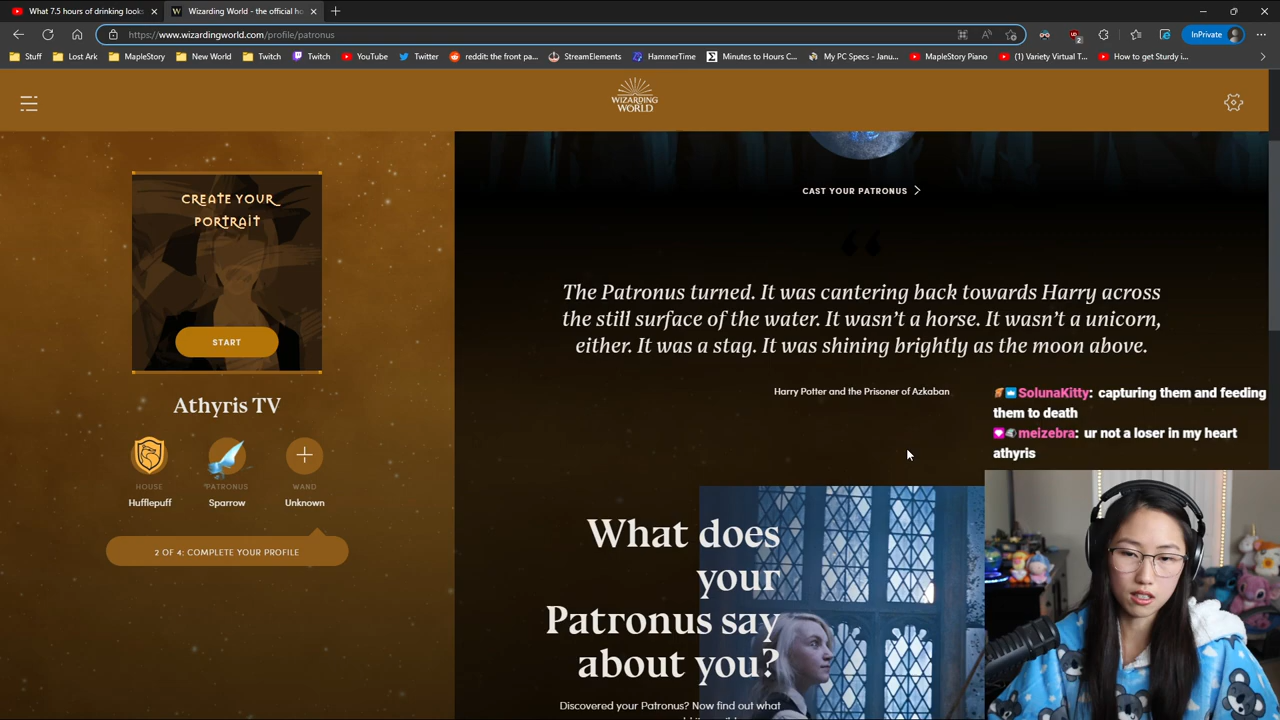 What 7.5 hours of drinking looks
Wizarding World - the official ho
https://www.wizardingworld.com/profile/patronus
InPrivate
Stuff
Lost Ark
MapleStory
New World
Twitch
Twitch
YouTube
Twitter
reddit: the front pa...
StreamElements
HammerTime
Minutes to Hours C...
My PC Specs - Janu...
MapleStory Piano
(1) Variety Virtual T...
How to get Sturdy i...
WIZARDING
WORLD
CREATE YOUR
PORTRAIT
START
Athyris TV
HOUSE
Hufflepuff
PATRONUS
Sparrow
WAND
Unknown
2 OF 4: COMPLETE YOUR PROFILE
CAST YOUR PATRONUS
“
The Patronus turned. It was cantering back towards Harry across
the still surface of the water. It wasn’t a horse. It wasn’t a unicorn,
either. It was a stag. It was shining brightly as the moon above.
Harry Potter and the Prisoner of Azkaban
SolunaKitty: capturing them and feeding
them to death
meizebra: ur not a loser in my heart
athyris
What does
your
Patronus say
about you?
Discovered your Patronus? Now find out what